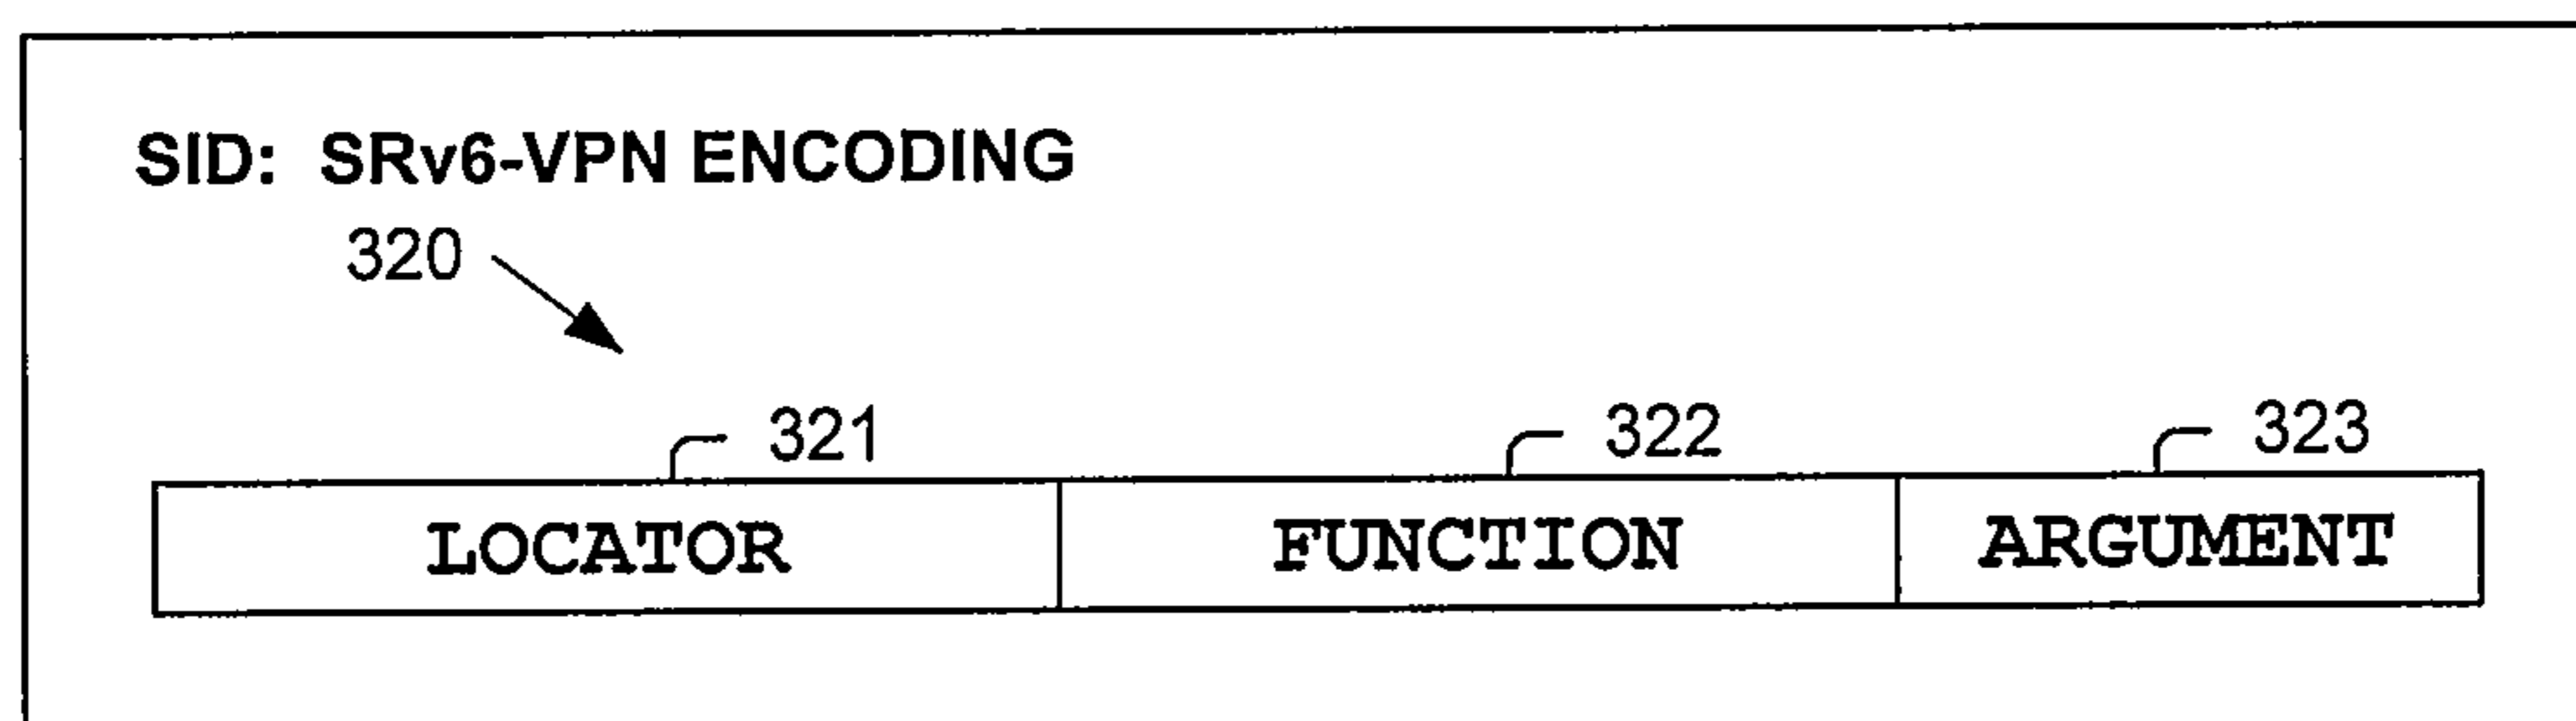 SID: SRv6-VPN ENCODING
320
321 322 323
LOCATOR FUNCTION ARGUMENT